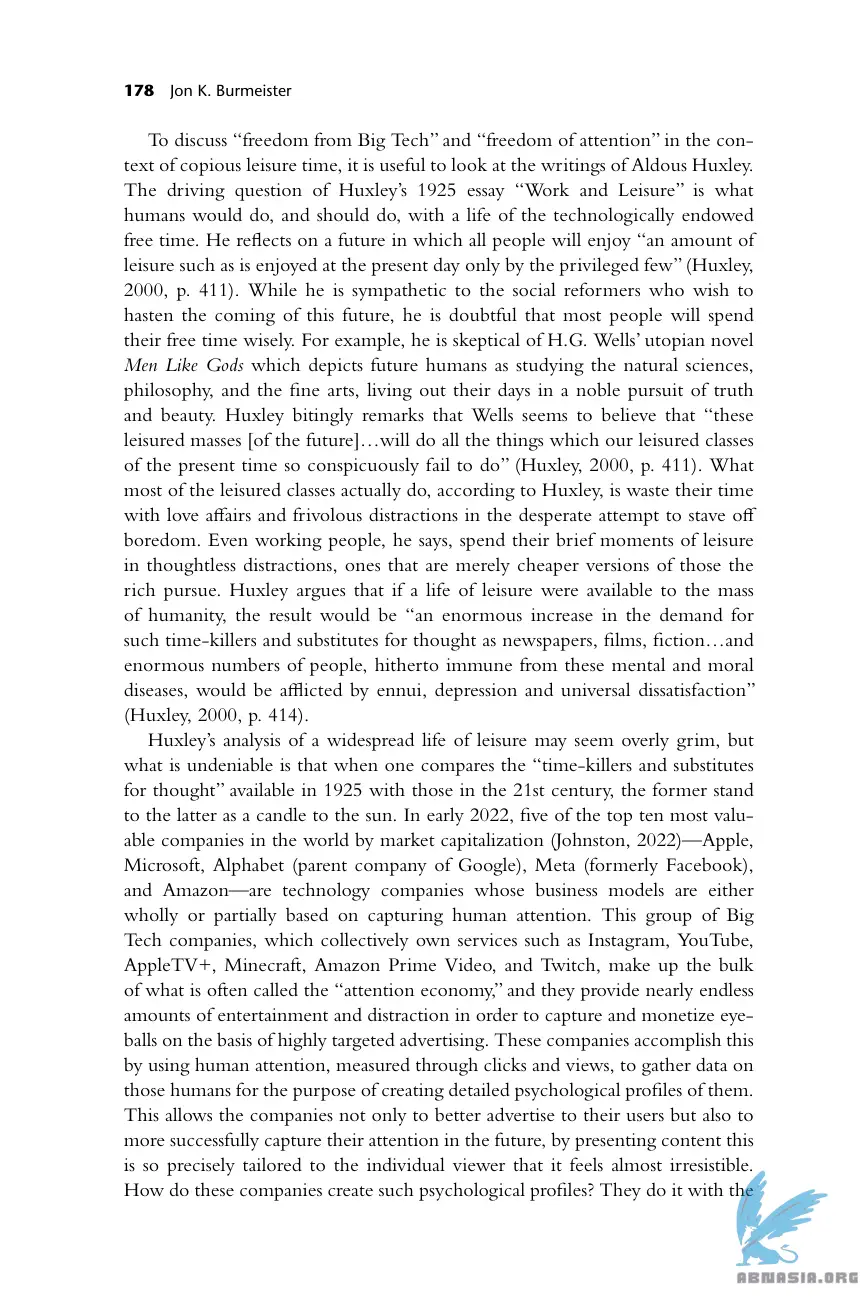 178 Jon K. Burmeister
To discuss “freedom from Big Tech” and “freedom of attention” in the con-
text of copious leisure time, it is useful to look at the writings of Aldous Huxley.
The driving question of Huxley’s 1925 essay “Work and Leisure” is what
humans would do, and should do, with a life of the technologically endowed
free time. He reflects on a future in which all people will enjoy “an amount of
leisure such as is enjoyed at the present day only by the privileged few” (Huxley,
2000, p. 411). While he is sympathetic to the social reformers who wish to
hasten the coming of this future, he is doubtful that most people will spend
their free time wisely. For example, he is skeptical of H.G. Wells’ utopian novel
Men Like Gods which depicts future humans as studying the natural sciences,
philosophy, and the fine arts, living out their days in a noble pursuit of truth
and beauty. Huxley bitingly remarks that Wells seems to believe that “these
leisured masses [of the future]…will do all the things which our leisured classes
of the present time so conspicuously fail to do” (Huxley, 2000, p. 411). What
most of the leisured classes actually do, according to Huxley, is waste their time
with love affairs and frivolous distractions in the desperate attempt to stave off
boredom. Even working people, he says, spend their brief moments of leisure
in thoughtless distractions, ones that are merely cheaper versions of those the
rich pursue. Huxley argues that if a life of leisure were available to the mass
of humanity, the result would be “an enormous increase in the demand for
such time-killers and substitutes for thought as newspapers, films, fiction…and
enormous numbers of people, hitherto immune from these mental and moral
diseases, would be afflicted by ennui, depression and universal dissatisfaction”
(Huxley, 2000, p. 414).
Huxley’s analysis of a widespread life of leisure may seem overly grim, but
what is undeniable is that when one compares the “time-killers and substitutes
for thought” available in 1925 with those in the 21st century, the former stand
to the latter as a candle to the sun. In early 2022, five of the top ten most valu-
able companies in the world by market capitalization (Johnston, 2022)—Apple,
Microsoft, Alphabet (parent company of Google), Meta (formerly Facebook),
and Amazon—are technology companies whose business models are either
wholly or partially based on capturing human attention. This group of Big
Tech companies, which collectively own services such as Instagram, YouTube,
AppleTV+, Minecraft, Amazon Prime Video, and Twitch, make up the bulk
of what is often called the “attention economy,” and they provide nearly endless
amounts of entertainment and distraction in order to capture and monetize eye-
balls on the basis of highly targeted advertising. These companies accomplish this
by using human attention, measured through clicks and views, to gather data on
those humans for the purpose of creating detailed psychological profiles of them.
This allows the companies not only to better advertise to their users but also to
more successfully capture their attention in the future, by presenting content this
is so precisely tailored to the individual viewer that it feels almost irresistible.
How do these companies create such psychological profiles? They do it with the
ABNASIA.ORG